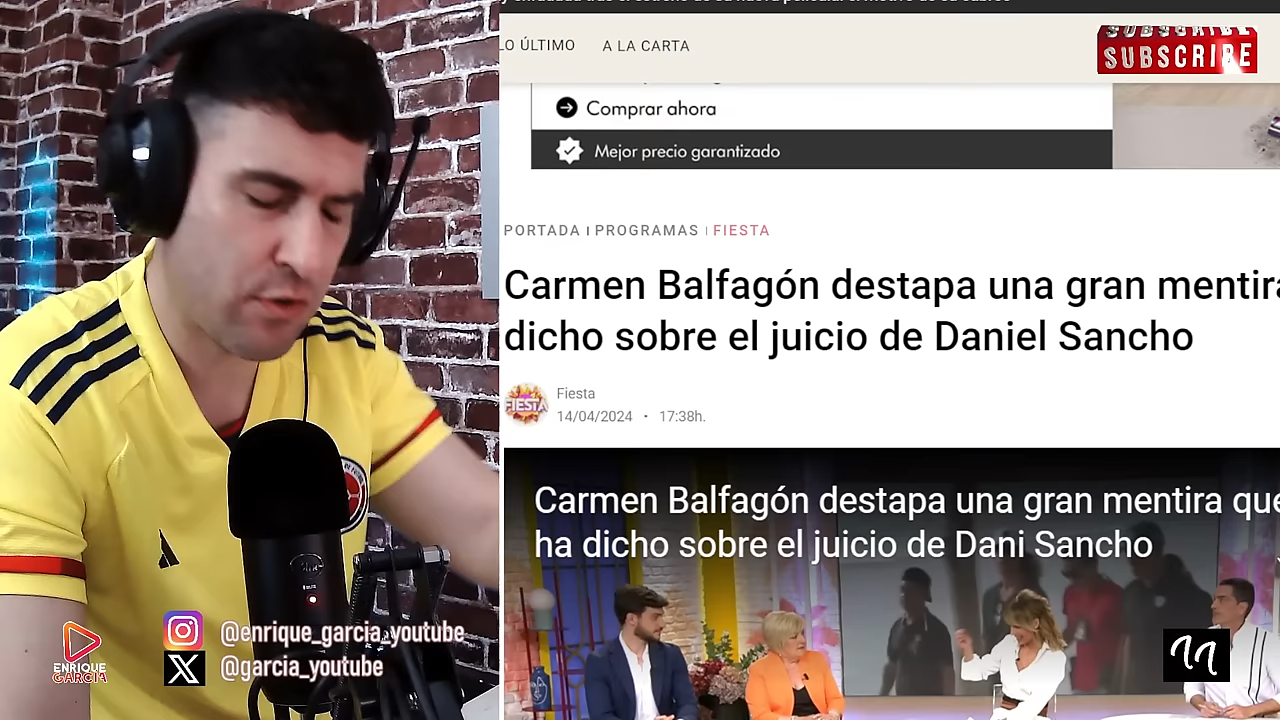 LO ÚLTIMO A LA CARTA
SUBSCRIBE
SUBSCRIBE
Comprar ahora
Mejor precio garantizado
PORTADA | PROGRAMAS | FIESTA
Carmen Balfagón destapa una gran mentira
dicho sobre el juicio de Daniel Sancho
FIESTA
Fiesta
14/04/2024 • 17:38h.
Carmen Balfagón destapa una gran mentira que
ha dicho sobre el juicio de Dani Sancho
@enrique_garcia_youtube
@garcia_youtube
ENRIQUE
GARCIA